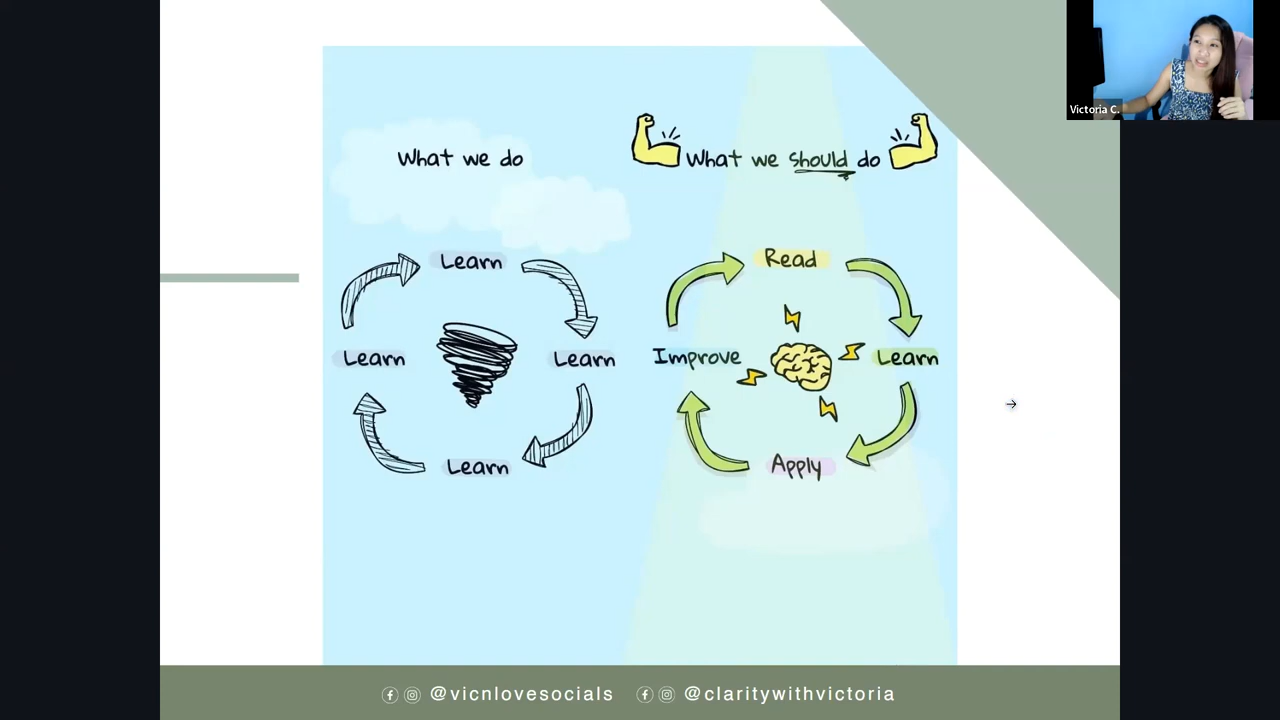 Victoria C.
What we do
Learn
Learn
Learn
Learn
What we should do
Read
Learn
Apply
Improve
@vicnlovesocials @claritywithvictoria